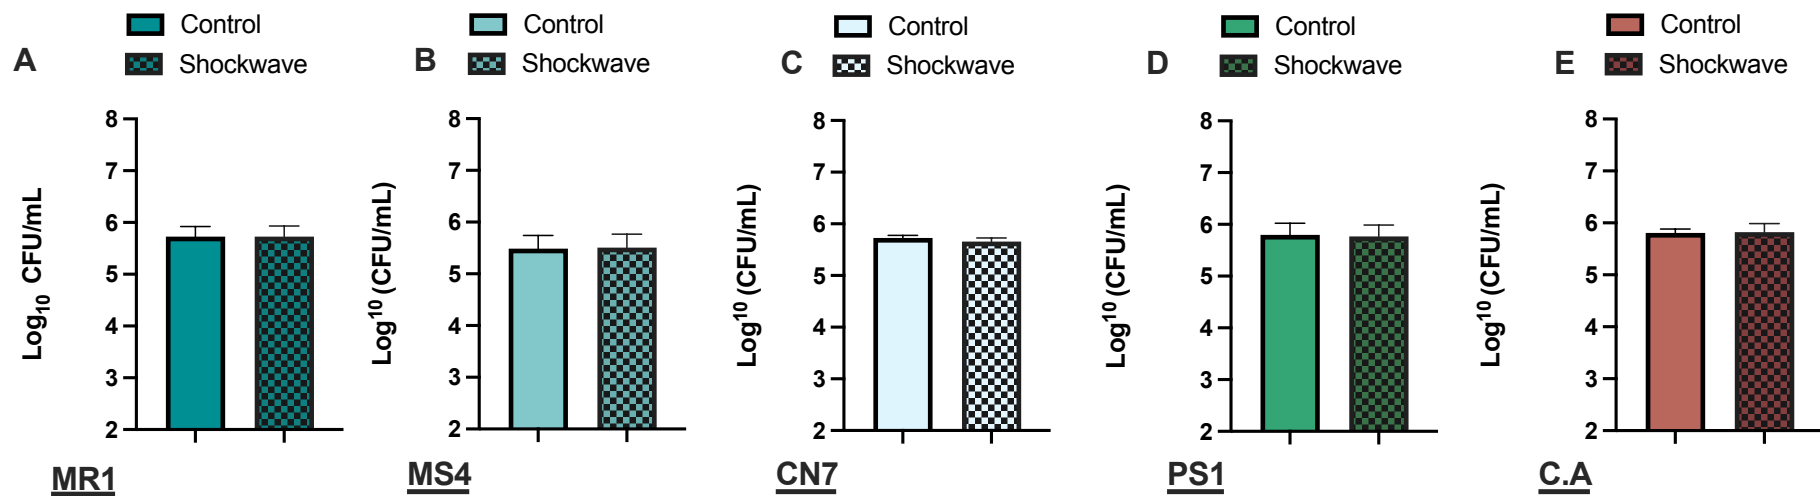 A
Control
Shockwave
Log₁₀ CFU/mL
8
7
6
5
4
3
2
MR1
B
Control
Shockwave
Log¹⁰ (CFU/mL)
8
7
6
5
4
3
2
MS4
C
Control
Shockwave
Log¹⁰ (CFU/mL)
8
7
6
5
4
3
2
CN7
D
Control
Shockwave
Log¹⁰ (CFU/mL)
8
7
6
5
4
3
2
PS1
E
Control
Shockwave
Log¹⁰ (CFU/mL)
8
7
6
5
4
3
2
C.A